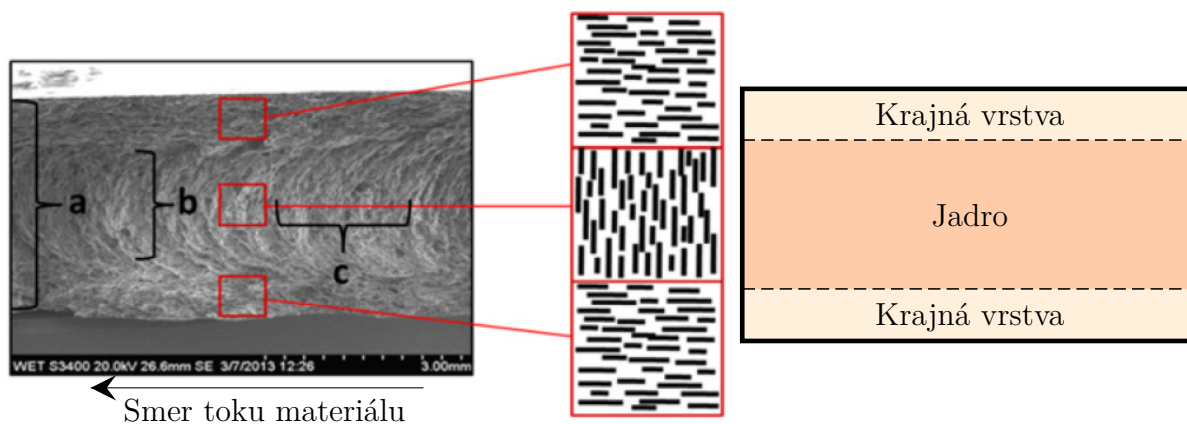 a
b
c
WET S3400 20.0kV 26.6mm SE 3/7/2013 12:26 3.00mm
Smer toku materiálu
Krajná vrstva
Jadro
Krajná vrstva